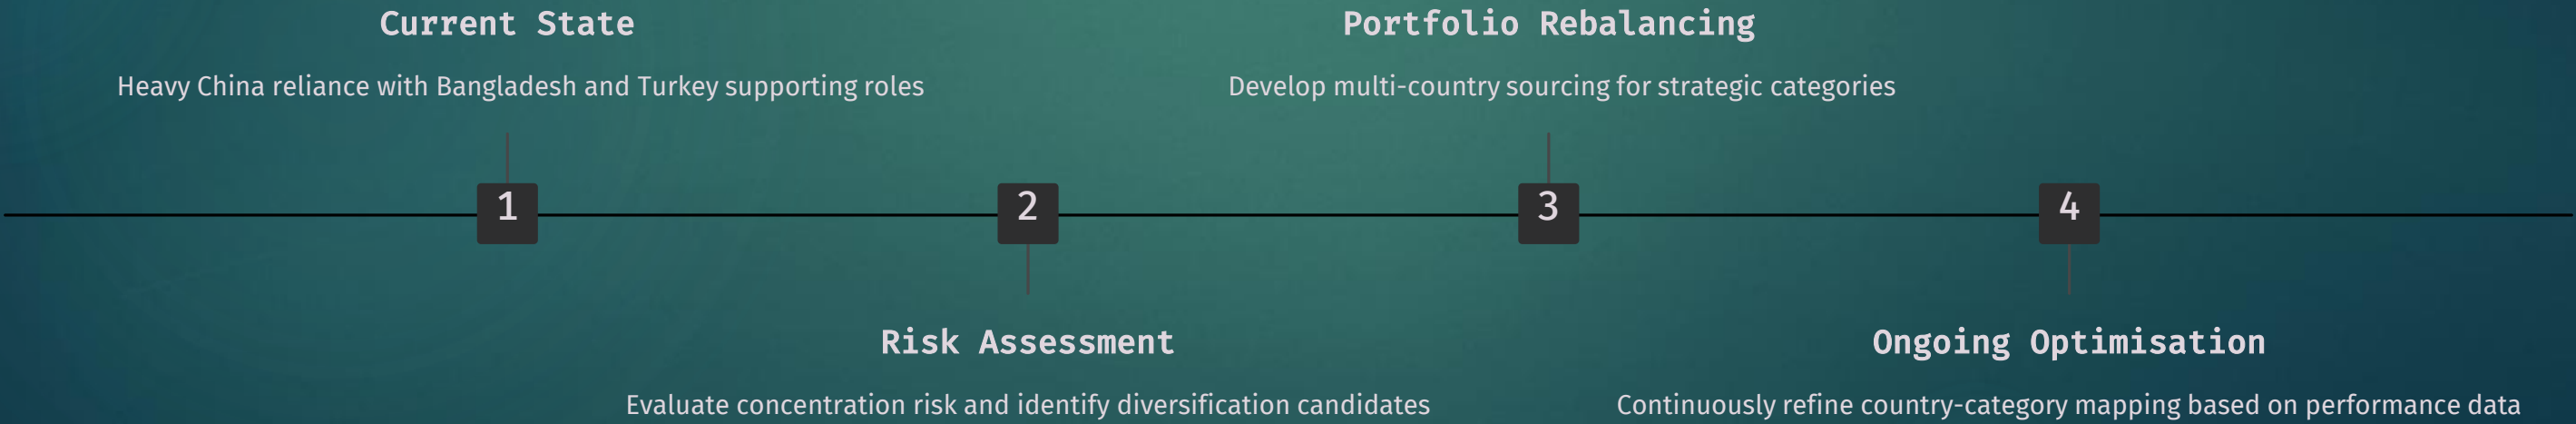 Current State
Heavy China reliance with Bangladesh and Turkey supporting roles
1
2
Risk Assessment
Evaluate concentration risk and identify diversification candidates
Portfolio Rebalancing
Develop multi-country sourcing for strategic categories
3
4
Ongoing Optimisation
Continuously refine country-category mapping based on performance data